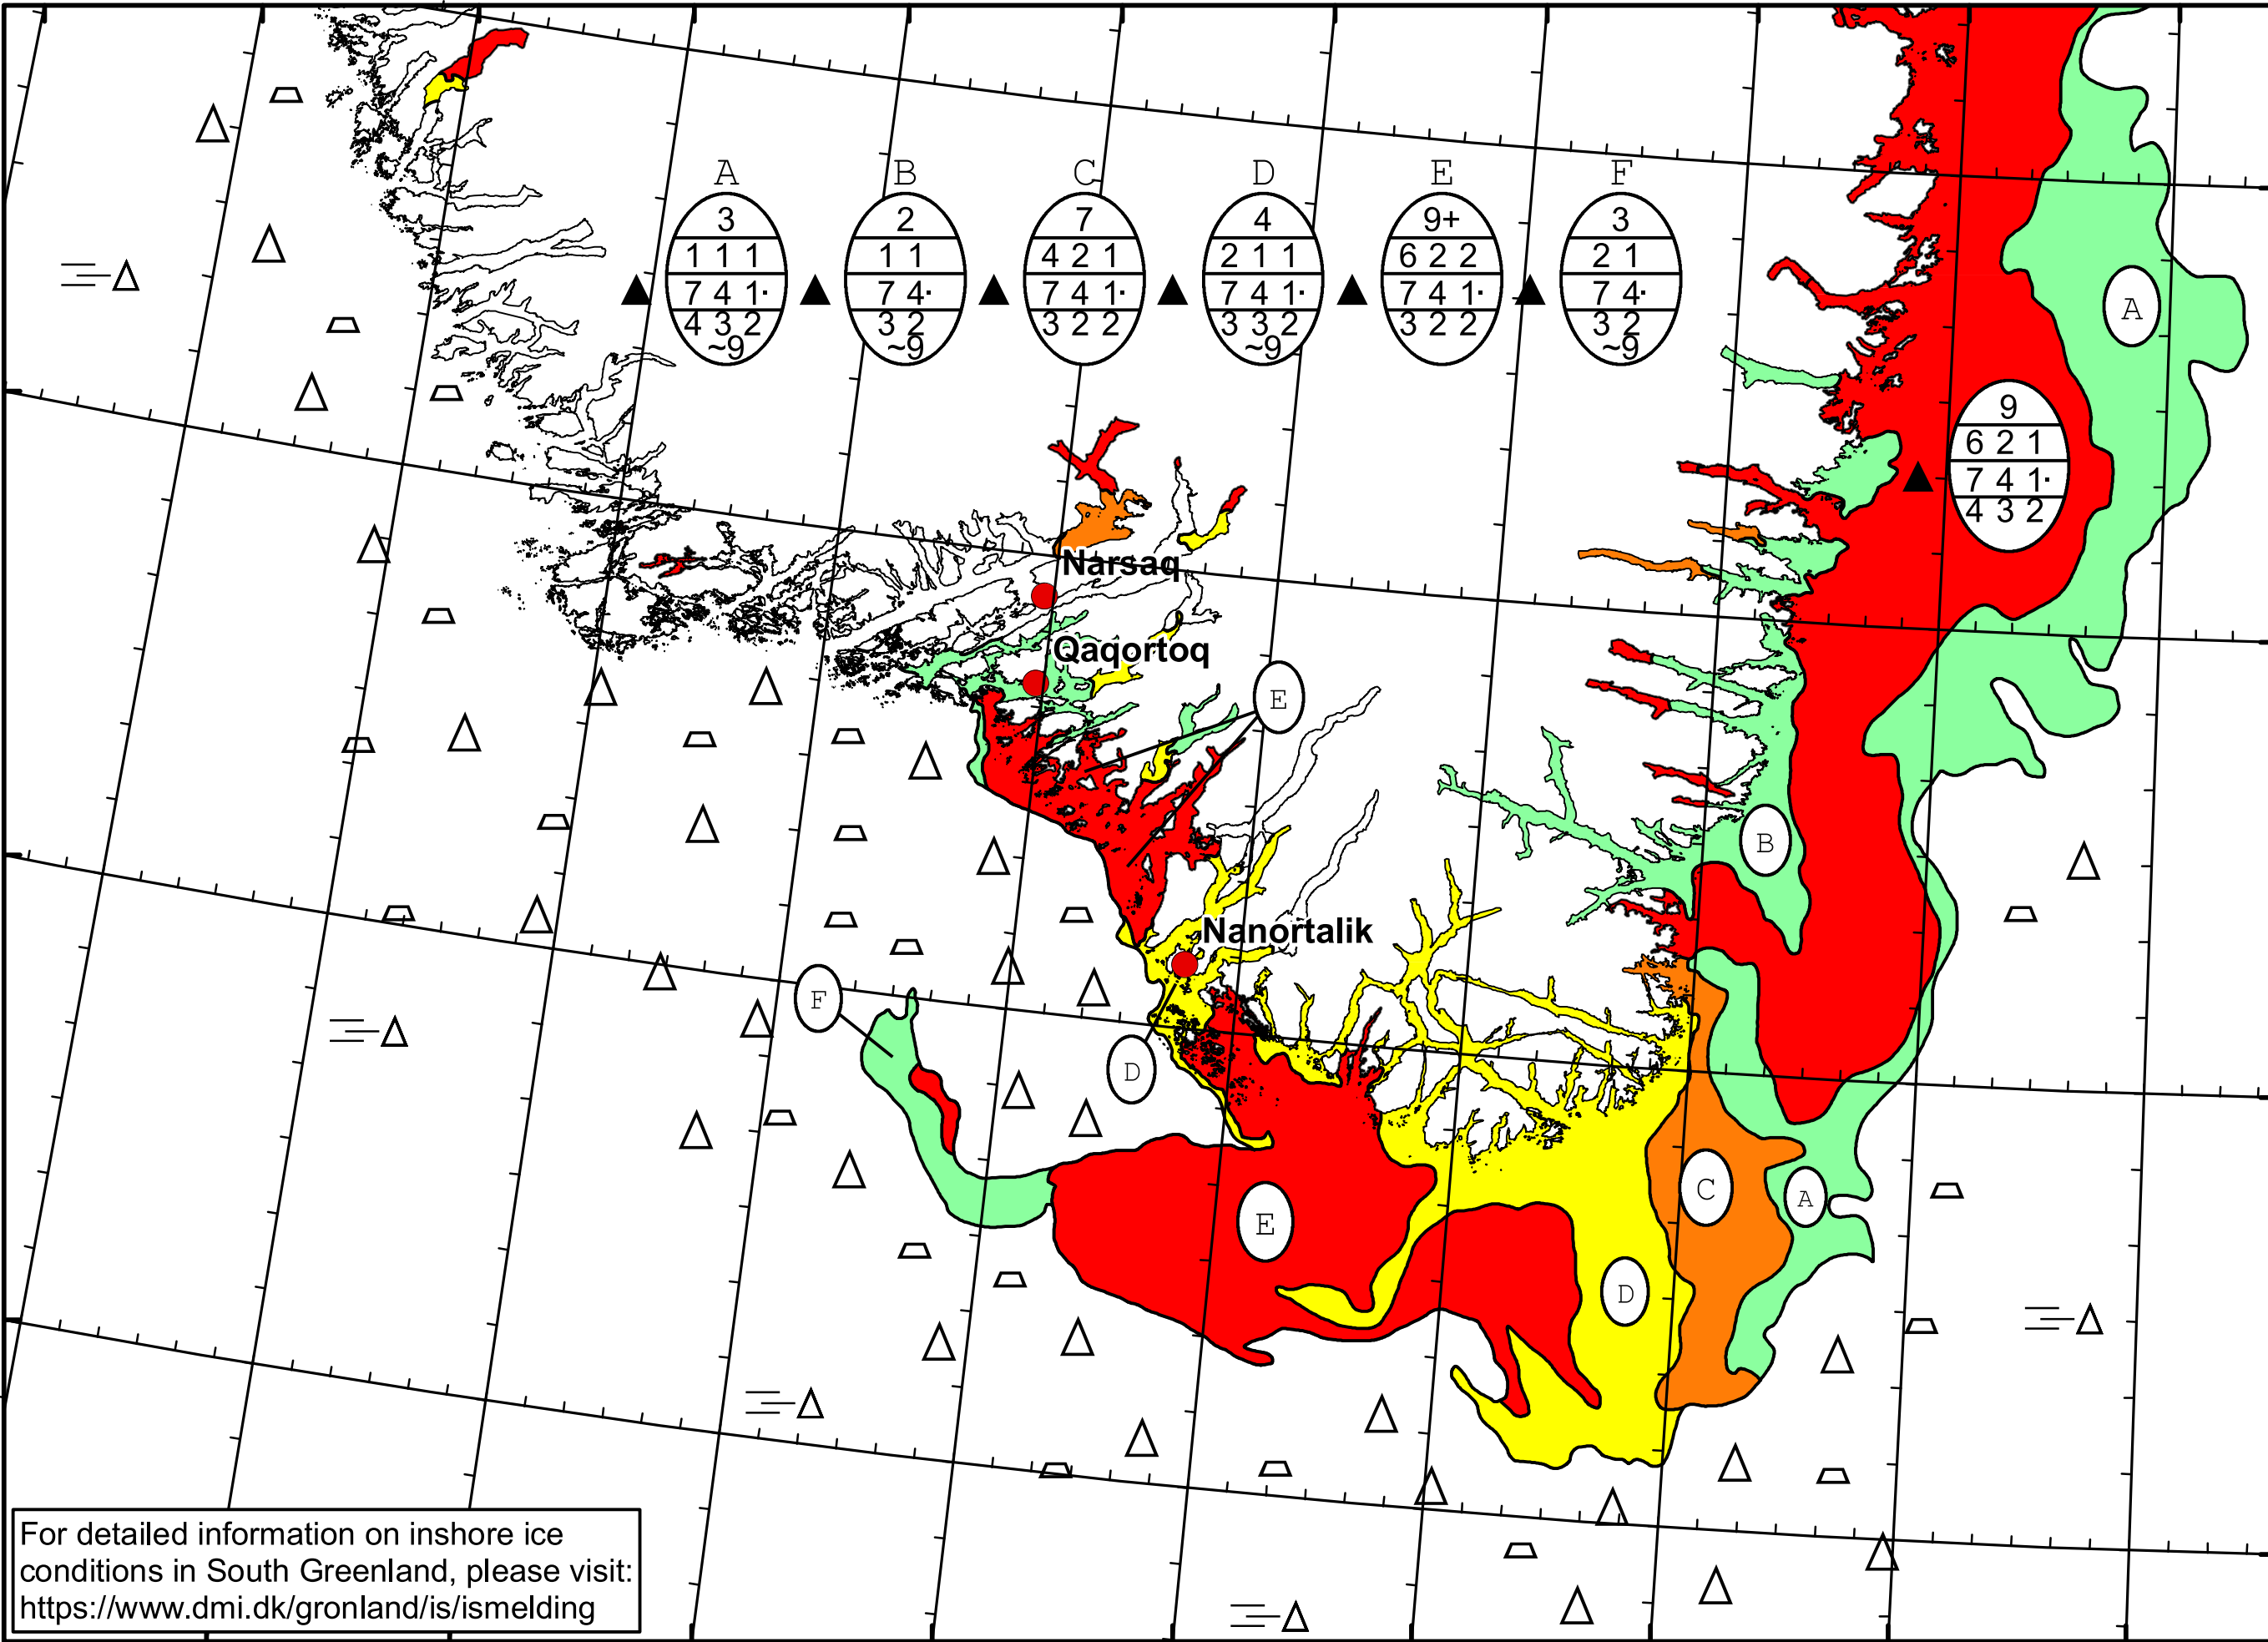 A B C D E F
3 2 7 4 9+ 3
1 1 1 1 1 4 2 1 2 1 1 6 2 2 2 1
7 4 1· 7 4· 7 4 1· 7 4 1· 7 4 1· 7 4·
4 3 2 3 2 3 2 2 3 3 2 3 2 2 3 2
~9 ~9 ~9 ~9
A
9
6 2 1
7 4 1·
4 3 2
Narsaq
Qaqortoq
E
B
Nanortalik
F
D
C
A
E
D
For detailed information on inshore ice
conditions in South Greenland, please visit:
https://www.dmi.dk/gronland/is/ismelding